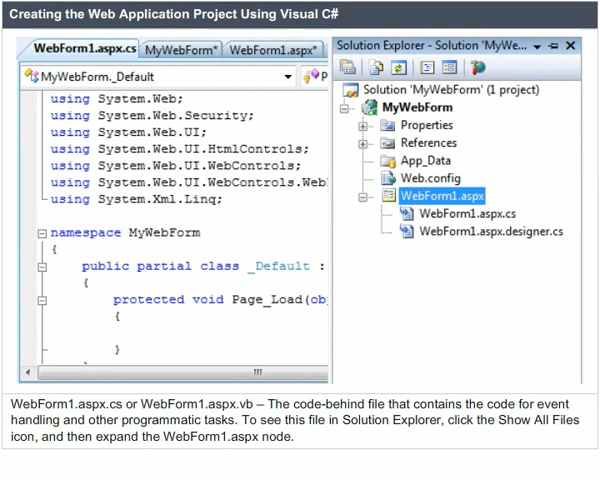 Creating the Web Application Project Using Visual C#
WebForm1.aspx.cs MyWebForm* WebForm1.aspx*
MyWebForm._Default
using System.Web;
using System.Web.Security;
using System.Web.UI;
using System.Web.UI.HtmlControls;
using System.Web.UI.WebControls;
using System.Web.UI.WebControls.Web
using System.Xml.Linq;
namespace MyWebForm
{
public partial class _Default :
{
protected void Page_Load(ob
{
}
Solution Explorer - Solution 'MyWe...
Solution 'MyWebForm' (1 project)
MyWebForm
Properties
References
App_Data
Web.config
WebForm1.aspx
WebForm1.aspx.cs
WebForm1.aspx.designer.cs
WebForm1.aspx.cs or WebForm1.aspx.vb – The code-behind file that contains the code for event
handling and other programmatic tasks. To see this file in Solution Explorer, click the Show All Files
icon, and then expand the WebForm1.aspx node.